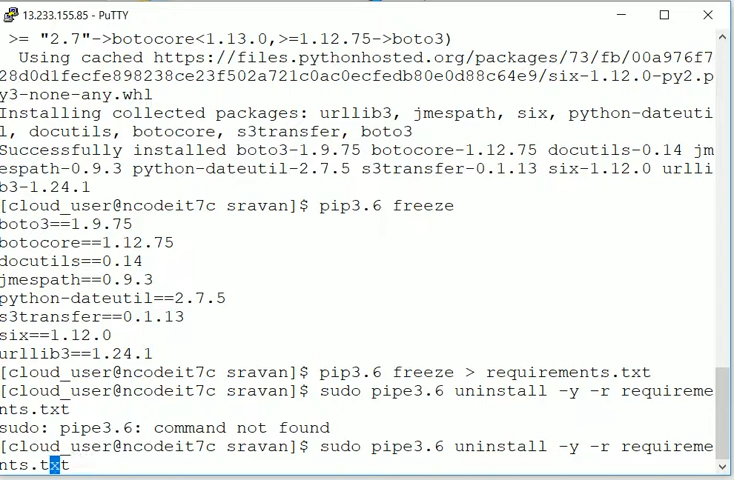 13.233.155.85 - PuTTY
>= "2.7"->botocore<1.13.0,>=1.12.75->boto3)
Using cached https://files.pythonhosted.org/packages/73/fb/00a976f7
28d0d1fecfe898238ce23f502a721c0ac0ecfedb80e0d88c64e9/six-1.12.0-py2.p
y3-none-any.whl
Installing collected packages: urllib3, jmespath, six, python-dateuti
l, docutils, botocore, s3transfer, boto3
Successfully installed boto3-1.9.75 botocore-1.12.75 docutils-0.14 jm
espath-0.9.3 python-dateutil-2.7.5 s3transfer-0.1.13 six-1.12.0 urlli
b3-1.24.1
[cloud_user@ncodeit7c sravan]$ pip3.6 freeze
boto3==1.9.75
botocore==1.12.75
docutils==0.14
jmespath==0.9.3
python-dateutil==2.7.5
s3transfer==0.1.13
six==1.12.0
urllib3==1.24.1
[cloud_user@ncodeit7c sravan]$ pip3.6 freeze > requirements.txt
[cloud_user@ncodeit7c sravan]$ sudo pipe3.6 uninstall -y -r requireme
nts.txt
sudo: pipe3.6: command not found
[cloud_user@ncodeit7c sravan]$ sudo pipe3.6 uninstall -y -r requireme
nts.txt